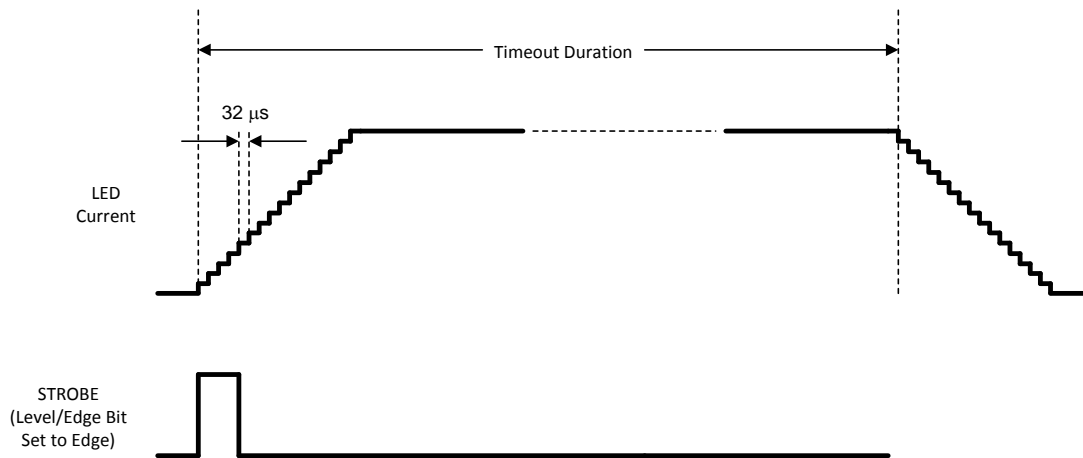 Timeout Duration
32 μs
LED
Current
STROBE
(Level/Edge Bit
Set to Edge)